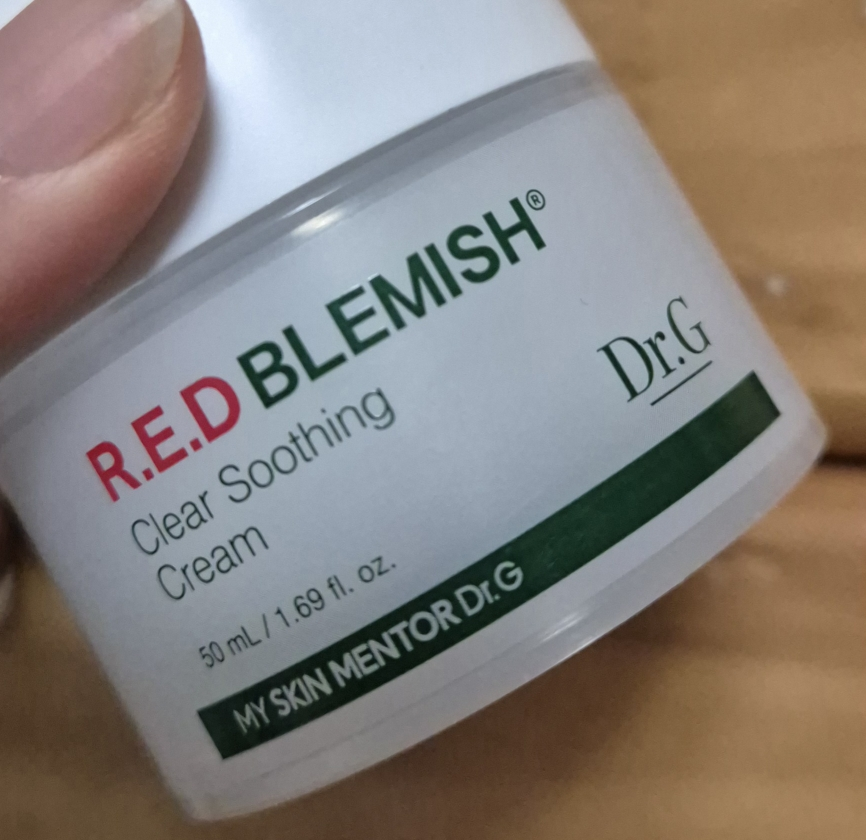 R.E.D BLEMISH®
Clear Soothing
Cream
50 mL / 1.69 fl. oz.
Dr.G
MY SKIN MENTOR Dr.G